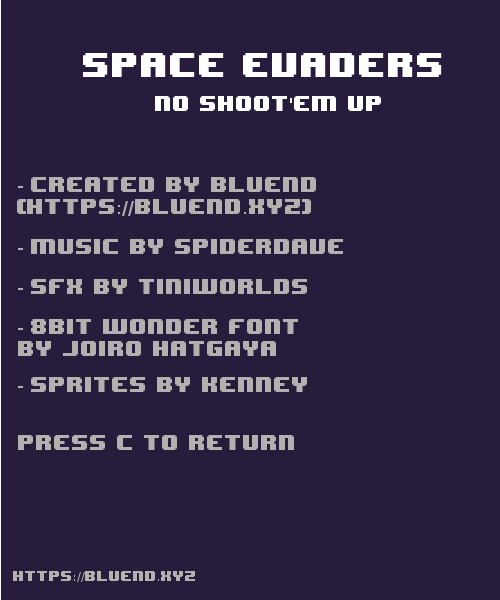 SPACE EVADERS
NO SHOOT'EM UP
- CREATED BY BLUEND
(HTTPS://BLUEND.XYZ)
- MUSIC BY SPIDERDAVE
- SFX BY TINIWORLDS
- 8BIT WONDER FONT
BY JOIRO HATGAYA
- SPRITES BY KENNEY
PRESS C TO RETURN
HTTPS://BLUEND.XYZ